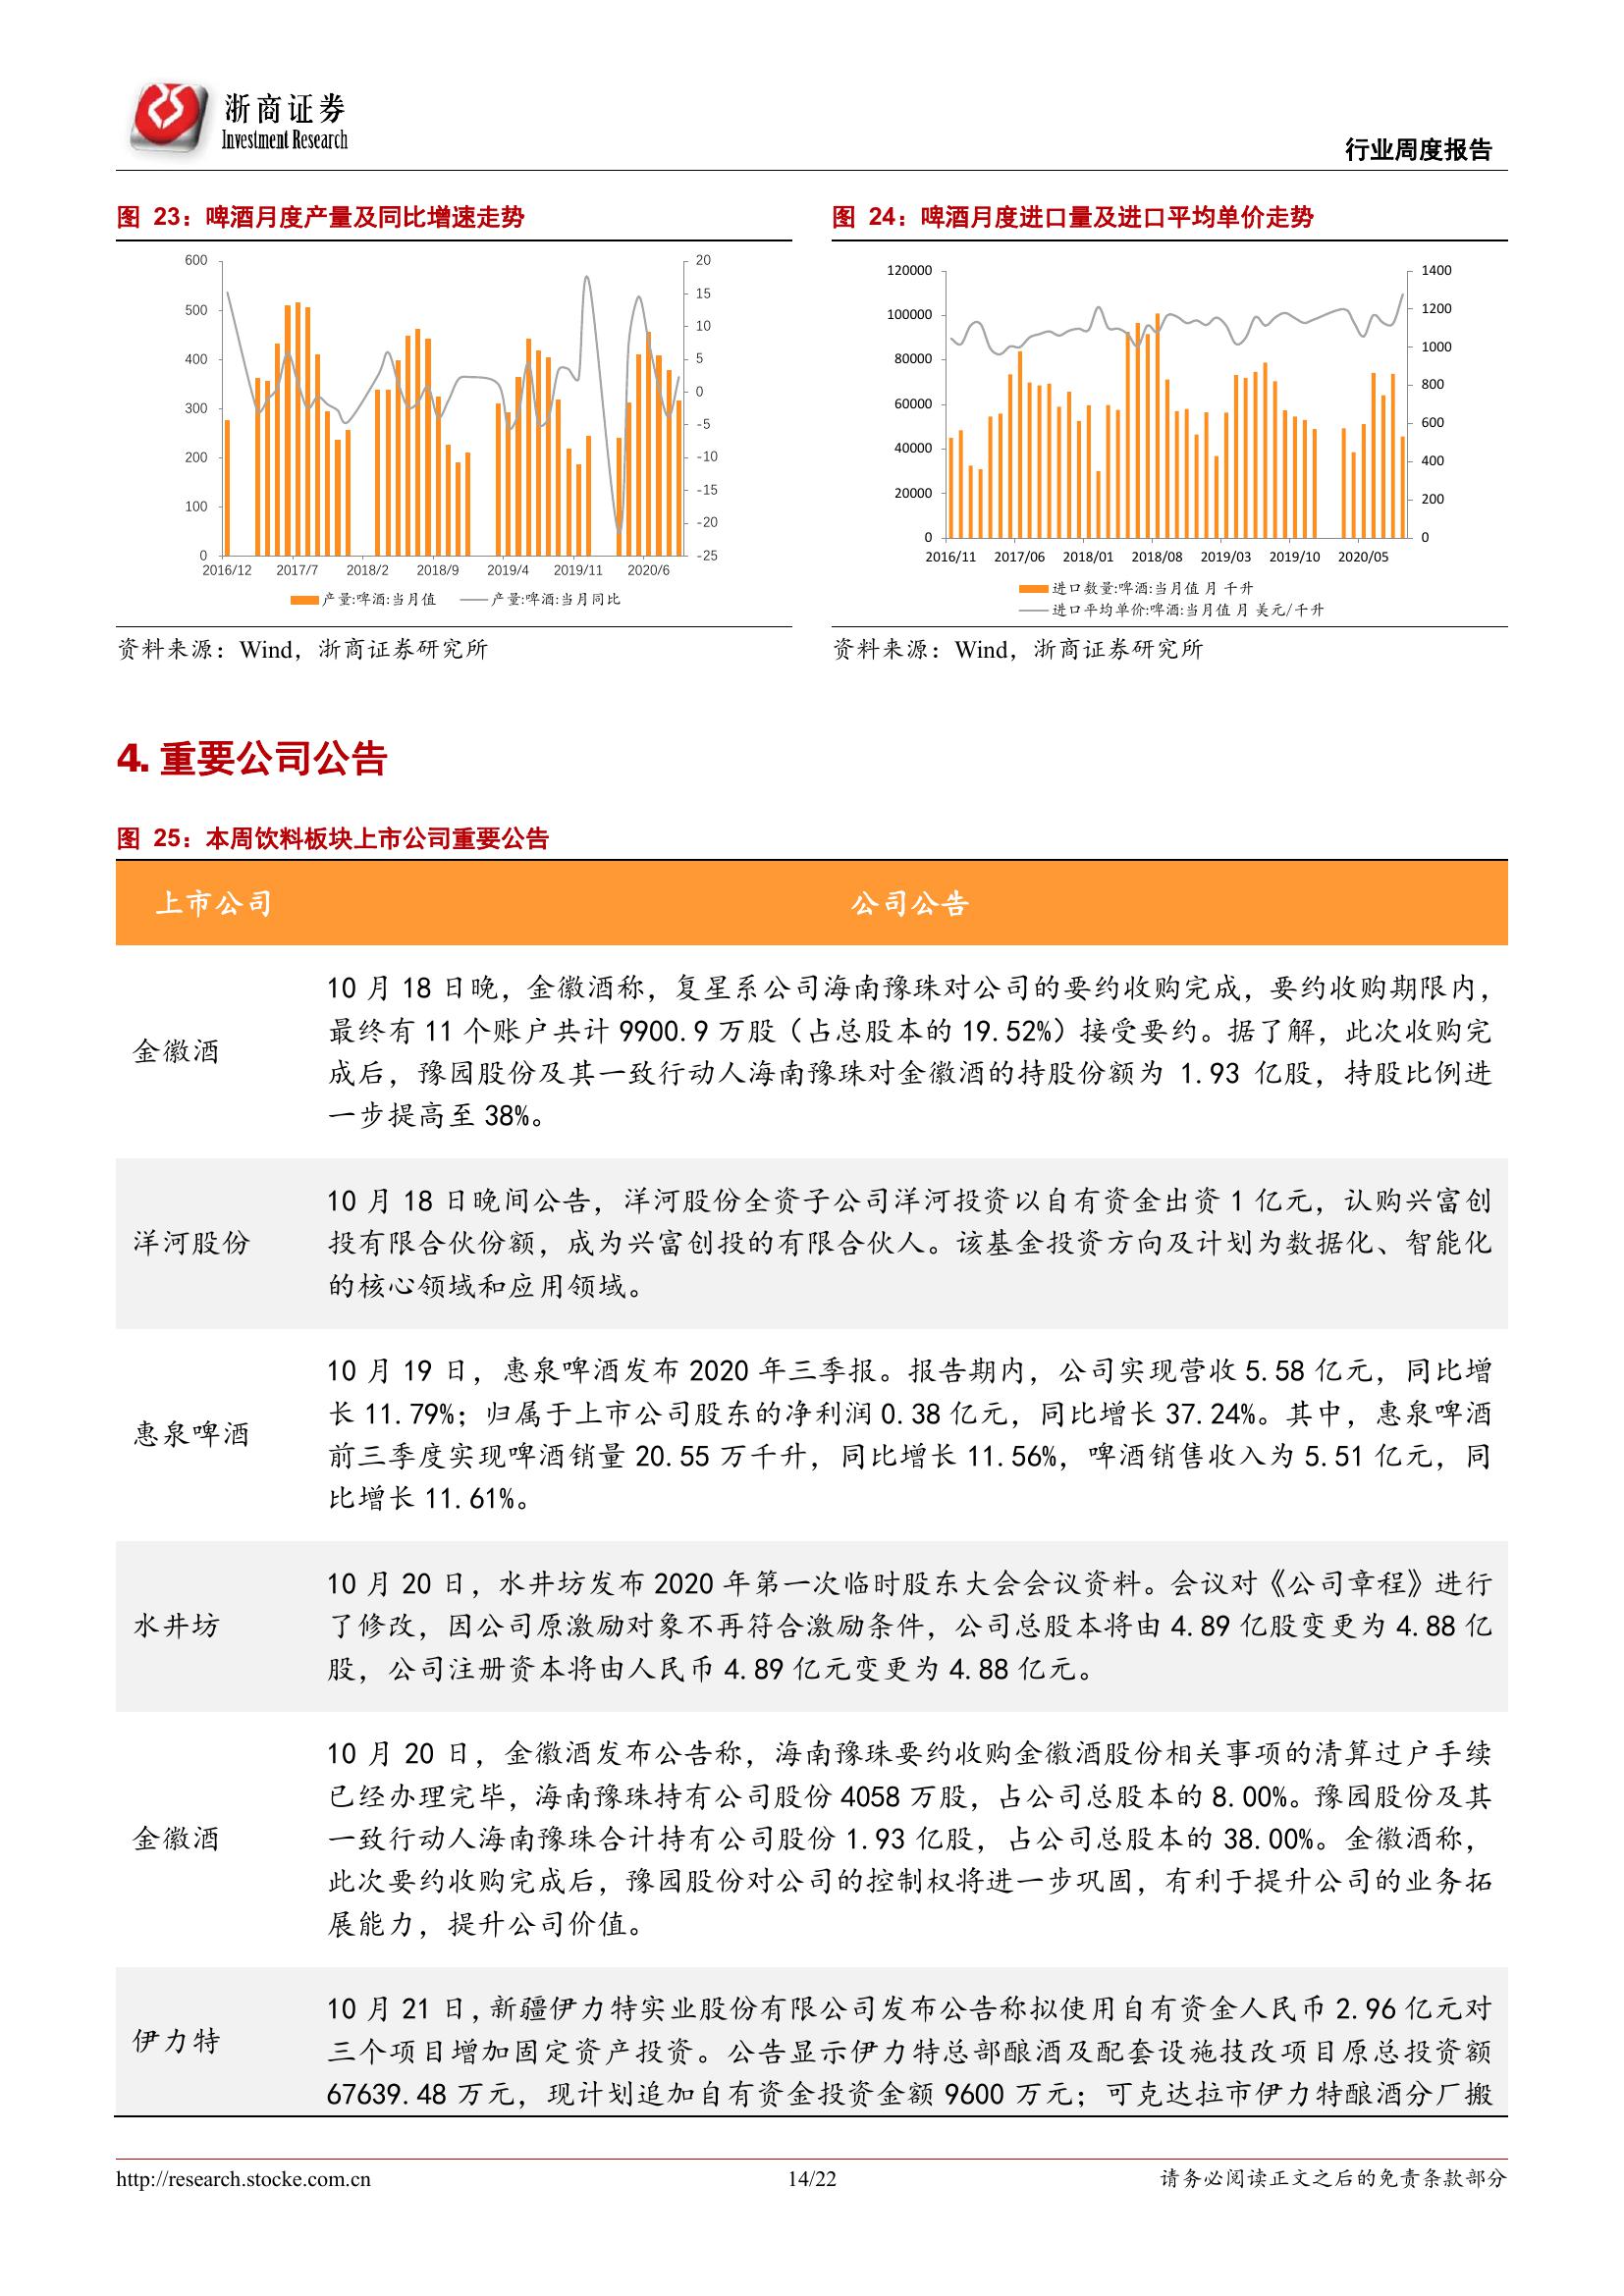 浙商证券
Investment Research
行业周度报告
图 23：啤酒月度产量及同比增速走势
600
500
400
300
200
100
0
20
15
10
5
0
-5
-10
-15
-20
-25
2016/12 2017/7 2018/2 2018/9 2019/4 2019/11 2020/6
产量:啤酒:当月值 产量:啤酒:当月同比
资料来源：Wind，浙商证券研究所
图 24：啤酒月度进口量及进口平均单价走势
120000
100000
80000
60000
40000
20000
0
1400
1200
1000
800
600
400
200
0
2016/11 2017/06 2018/01 2018/08 2019/03 2019/10 2020/05
进口数量:啤酒:当月值 月 千升
进口平均单价:啤酒:当月值 月 美元/千升
资料来源：Wind，浙商证券研究所
4. 重要公司公告
图 25：本周饮料板块上市公司重要公告
上市公司 公司公告
金徽酒
10 月 18 日晚，金徽酒称，复星系公司海南豫珠对公司的要约收购完成，要约收购期限内，
最终有 11 个账户共计 9900.9 万股（占总股本的 19.52%）接受要约。据了解，此次收购完
成后，豫园股份及其一致行动人海南豫珠对金徽酒的持股份额为 1.93 亿股，持股比例进
一步提高至 38%。
洋河股份
10 月 18 日晚间公告，洋河股份全资子公司洋河投资以自有资金出资 1 亿元，认购兴富创
投有限合伙份额，成为兴富创投的有限合伙人。该基金投资方向及计划为数据化、智能化
的核心领域和应用领域。
惠泉啤酒
10 月 19 日，惠泉啤酒发布 2020 年三季报。报告期内，公司实现营收 5.58 亿元，同比增
长 11.79%；归属于上市公司股东的净利润 0.38 亿元，同比增长 37.24%。其中，惠泉啤酒
前三季度实现啤酒销量 20.55 万千升，同比增长 11.56%，啤酒销售收入为 5.51 亿元，同
比增长 11.61%。
水井坊
10 月 20 日，水井坊发布 2020 年第一次临时股东大会会议资料。会议对《公司章程》进行
了修改，因公司原激励对象不再符合激励条件，公司总股本将由 4.89 亿股变更为 4.88 亿
股，公司注册资本将由人民币 4.89 亿元变更为 4.88 亿元。
金徽酒
10 月 20 日，金徽酒发布公告称，海南豫珠要约收购金徽酒股份相关事项的清算过户手续
已经办理完毕，海南豫珠持有公司股份 4058 万股，占公司总股本的 8.00%。豫园股份及其
一致行动人海南豫珠合计持有公司股份 1.93 亿股，占公司总股本的 38.00%。金徽酒称，
此次要约收购完成后，豫园股份对公司的控制权将进一步巩固，有利于提升公司的业务拓
展能力，提升公司价值。
伊力特
10 月 21 日，新疆伊力特实业股份有限公司发布公告称拟使用自有资金人民币 2.96 亿元对
三个项目增加固定资产投资。公告显示伊力特总部酿酒及配套设施技改项目原总投资额
67639.48 万元，现计划追加自有资金投资金额 9600 万元；可克达拉市伊力特酿酒分厂搬
http://research.stocke.com.cn 14/22 请务必阅读正文之后的免责条款部分